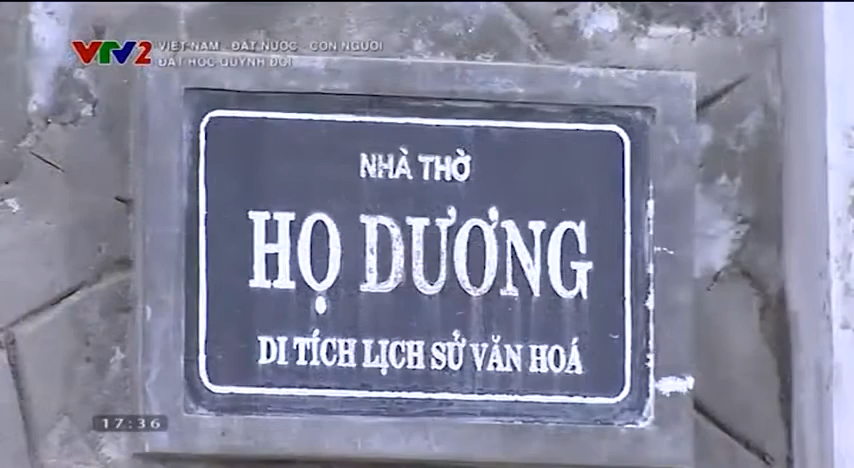 VTV2
VIỆT NAM - ĐẤT NƯỚC - CON NGƯỜI
ĐẤT HỌC QUỲNH ĐÔI
NHÀ THỜ
HỌ DƯƠNG
DI TÍCH LỊCH SỬ VĂN HOÁ
17:36